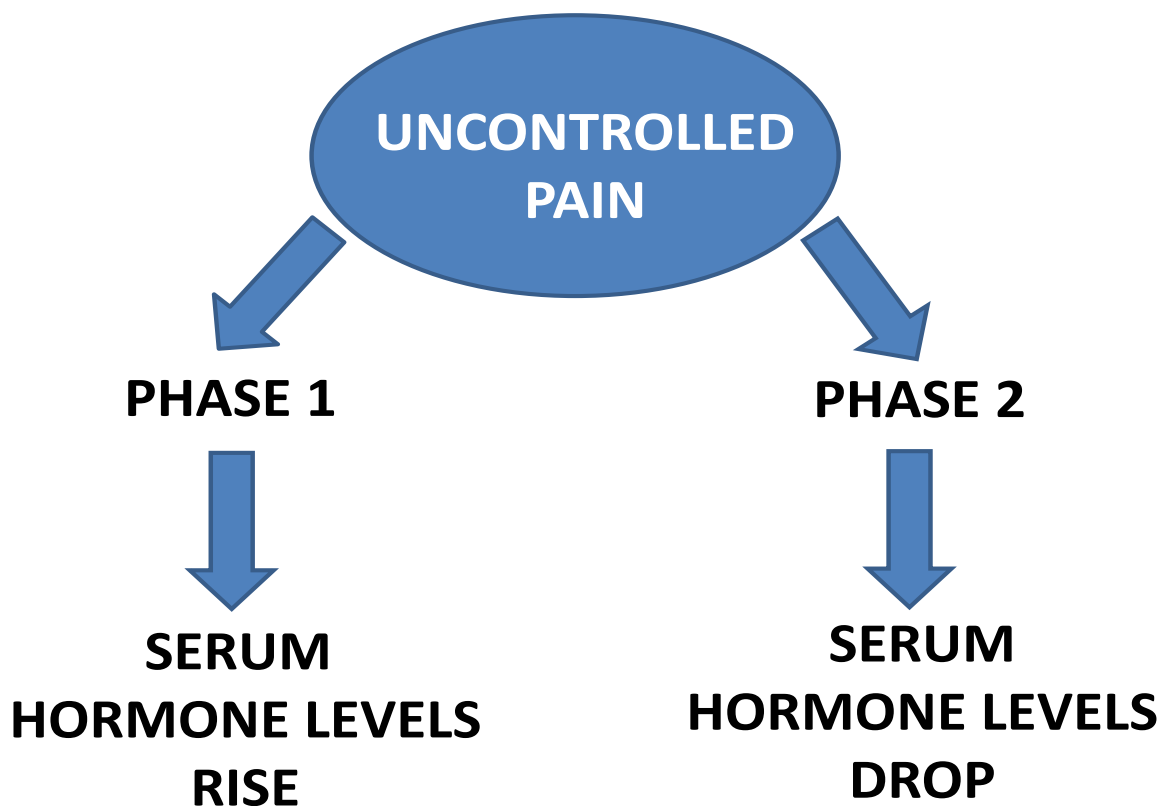 UNCONTROLLED
PAIN
PHASE 1
PHASE 2
SERUM
HORMONE LEVELS
RISE
SERUM
HORMONE LEVELS
DROP